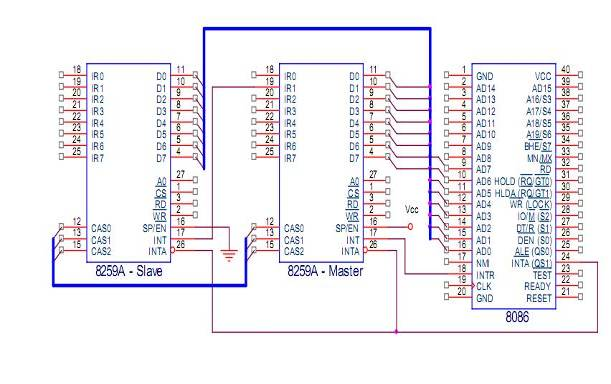 18 IR0 D0 11
19 IR1 D1 10
20 IR2 D2 9
21 IR3 D3 8
22 IR4 D4 7
23 IR5 D5 6
24 IR6 D6 5
25 IR7 D7 4
A0 27
CS 1
RD 3
WR 2
12 CAS0 SP/EN 16
13 CAS1 INT 17
15 CAS2 INTA 26
8259A - Slave
18 IR0 D0 11
19 IR1 D1 10
20 IR2 D2 9
21 IR3 D3 8
22 IR4 D4 7
23 IR5 D5 6
24 IR6 D6 5
25 IR7 D7 4
A0 27
CS 1
RD 3
WR 2
12 CAS0 SP/EN 16
13 CAS1 INT 17
15 CAS2 INTA 26
8259A - Master
Vcc
1 GND VCC 40
2 AD14 AD15 39
3 AD13 A16/S3 38
4 AD12 A17/S4 37
5 AD11 A18/S5 36
6 AD10 A19/S6 35
7 AD9 BHE/S7 34
8 AD8 MN/MX 33
9 AD7 RD 32
10 AD6 HOLD (RQ/GT0) 31
11 AD5 HLDA (RQ/GT1) 30
12 AD4 WR (LOCK) 29
13 AD3 IO/M (S2) 28
14 AD2 DT/R (S1) 27
15 AD1 DEN (S0) 26
16 AD0 ALE (QS0) 25
17 NMI INTA (QS1) 24
18 INTR TEST 23
19 CLK READY 22
20 GND RESET 21
8086